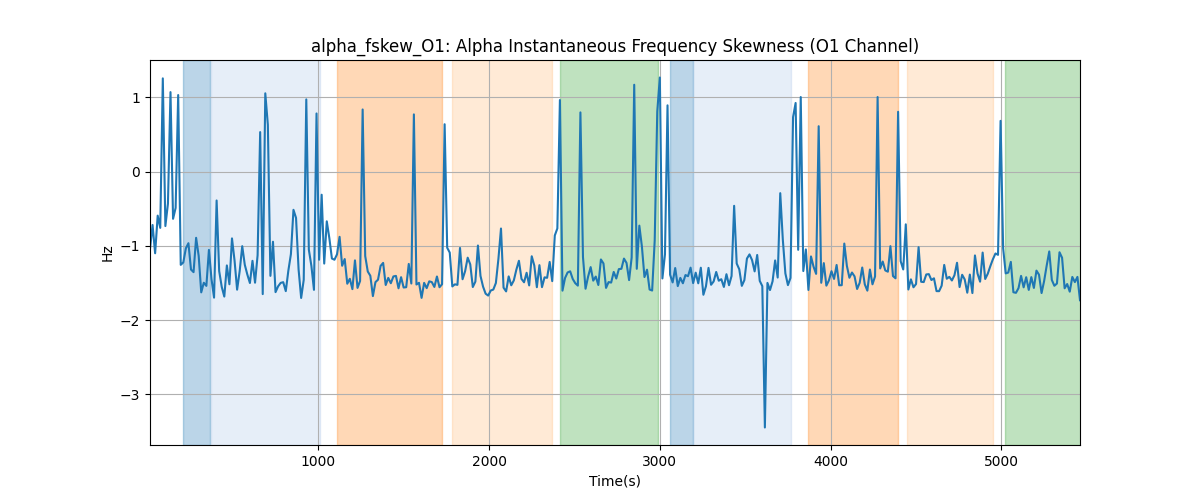 alpha_fskew_O1: Alpha Instantaneous Frequency Skewness (O1 Channel)
1
0
−1
−2
−3
Hz
1000 2000 3000 4000 5000
Time(s)